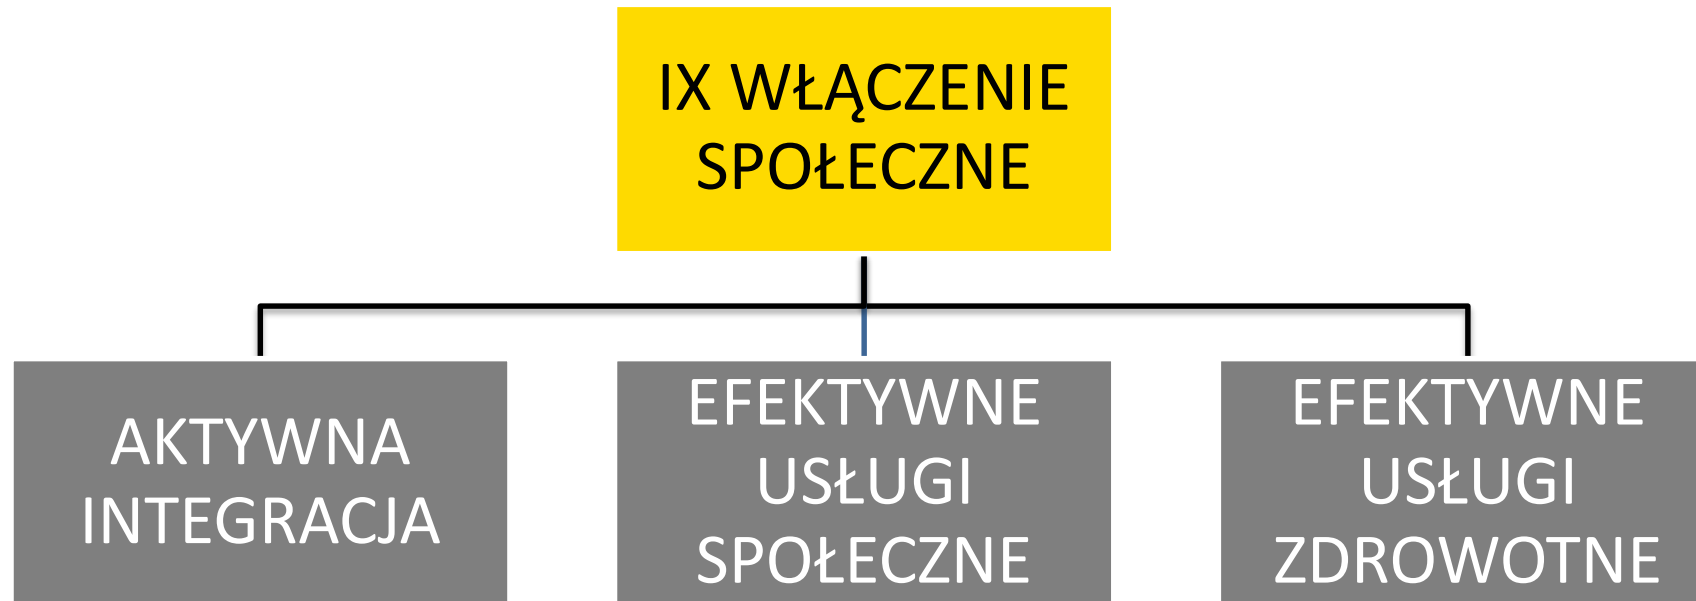 IX WŁĄCZENIE
SPOŁECZNE
AKTYWNA
INTEGRACJA
EFEKTYWNE
USŁUGI
SPOŁECZNE
EFEKTYWNE
USŁUGI
ZDROWOTNE